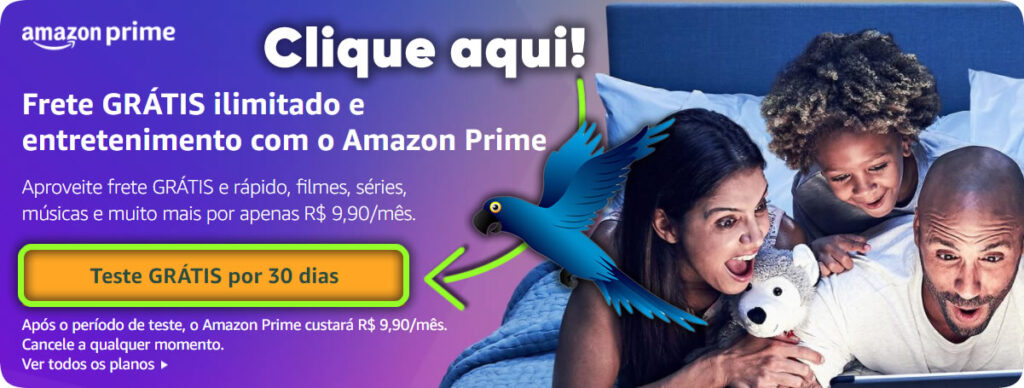 amazon prime
Clique aqui!
Frete GRÁTIS ilimitado e
entretenimento com o Amazon Prime
Aproveite frete GRÁTIS e rápido, filmes, séries,
músicas e muito mais por apenas R$ 9,90/mês.
Teste GRÁTIS por 30 dias
Após o período de teste, o Amazon Prime custará R$ 9,90/mês.
Cancele a qualquer momento.
Ver todos os planos